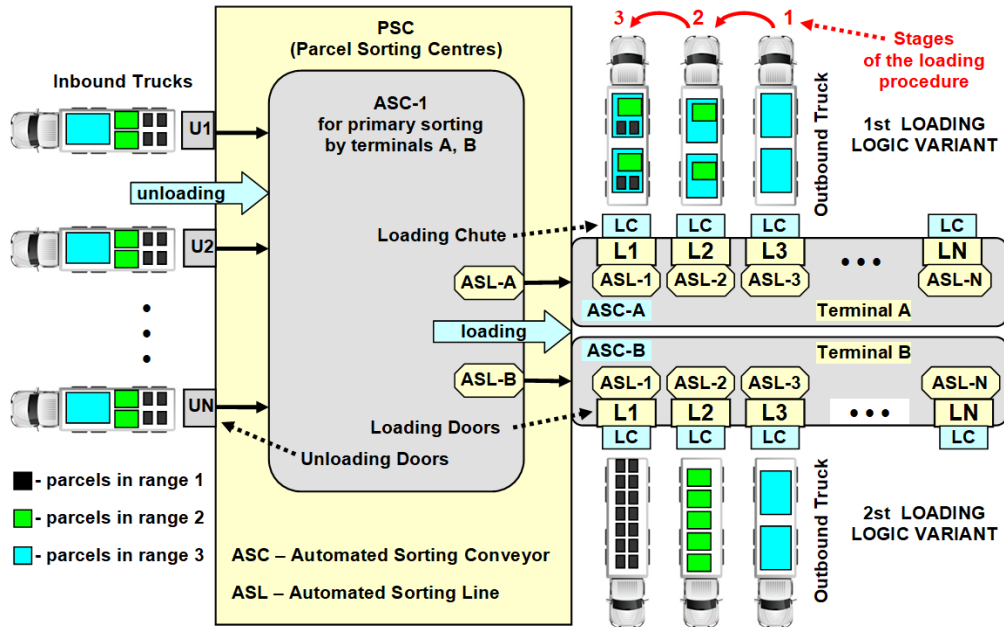 PSC
(Parcel Sorting Centres)
3
2
1
Stages
of the loading
procedure
Inbound Trucks
ASC-1
for primary sorting
by terminals A, B
Outbound Truck
1st LOADING
LOGIC VARIANT
U1
unloading
U2
UN
Loading Chute
LC
LC
LC
LC
L1
L2
L3
LN
ASL-1
ASL-2
ASL-3
ASL-N
ASL-A
ASC-A
Terminal A
loading
ASC-B
Terminal B
ASL-B
ASL-1
ASL-2
ASL-3
ASL-N
L1
L2
L3
LN
LC
LC
LC
LC
Loading Doors
Unloading Doors
- parcels in range 1
- parcels in range 2
- parcels in range 3
Outbound Truck
2st LOADING
LOGIC VARIANT
ASC – Automated Sorting Conveyor
ASL – Automated Sorting Line